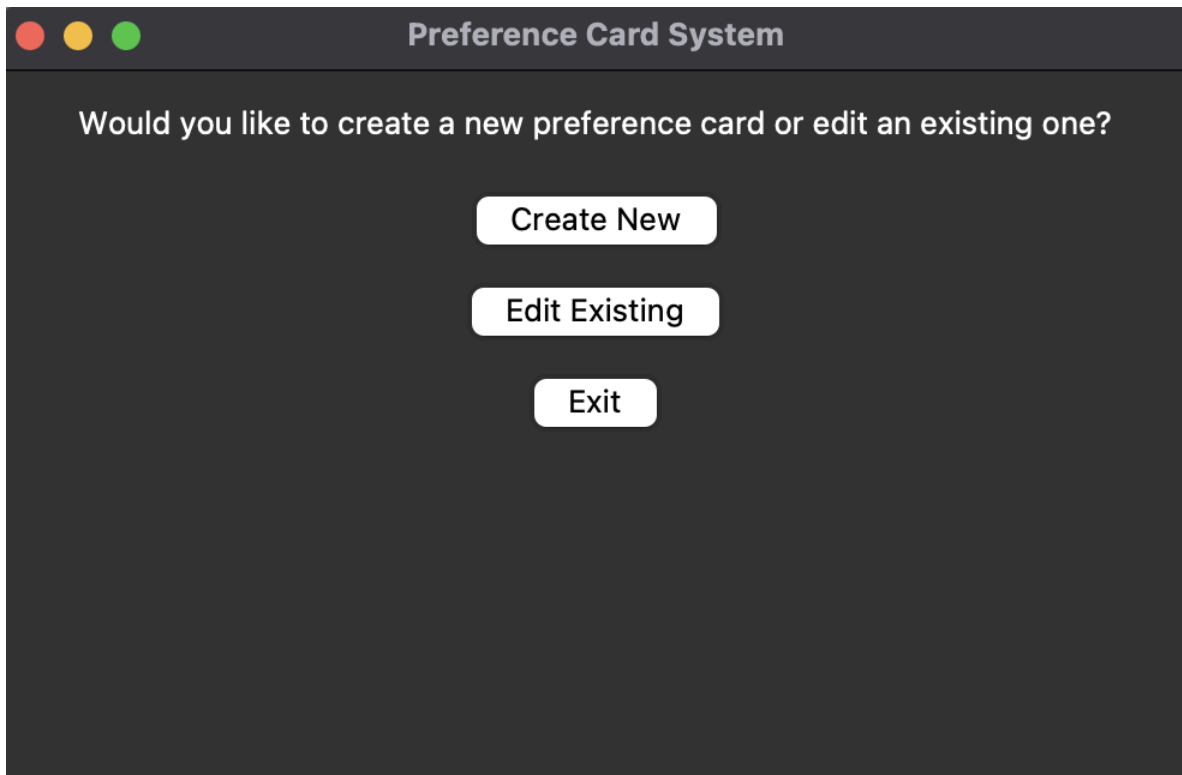 Preference Card System
Would you like to create a new preference card or edit an existing one?
Create New
Edit Existing
Exit